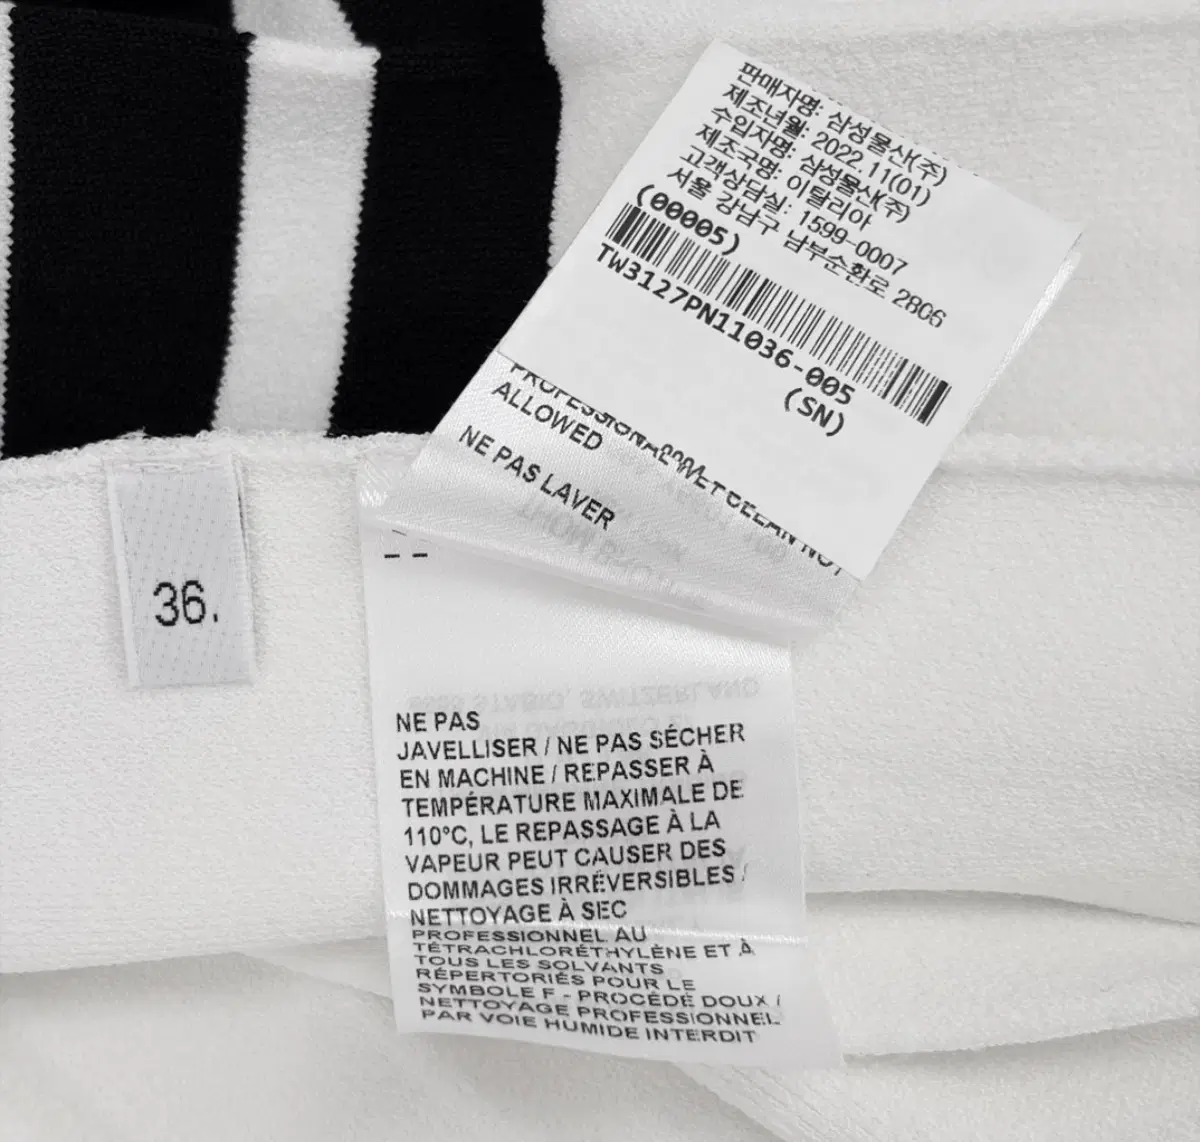 판매자명: 삼성물산(주)
제조년월: 2022.11(01)
수입자명: 삼성물산(주)
제조국명: 이탈리아
고객상담실: 1599-0007
서울 강남구 남부순환로 2806
(00005)
TW3127PN11036-005
(SN)
PROFESSIONAL WET CLEAN NOT
ALLOWED
NE PAS LAVER
36.
NE PAS
JAVELLISER / NE PAS SÉCHER
EN MACHINE / REPASSER À
TEMPÉRATURE MAXIMALE DE
110°C, LE REPASSAGE À LA
VAPEUR PEUT CAUSER DES
DOMMAGES IRRÉVERSIBLES /
NETTOYAGE À SEC
PROFESSIONNEL AU
TÉTRACHLORÉTHYLÈNE ET À
TOUS LES SOLVANTS
RÉPERTORIÉS POUR LE
SYMBOLE F - PROCÉDÉ DOUX /
NETTOYAGE PROFESSIONNEL
PAR VOIE HUMIDE INTERDIT